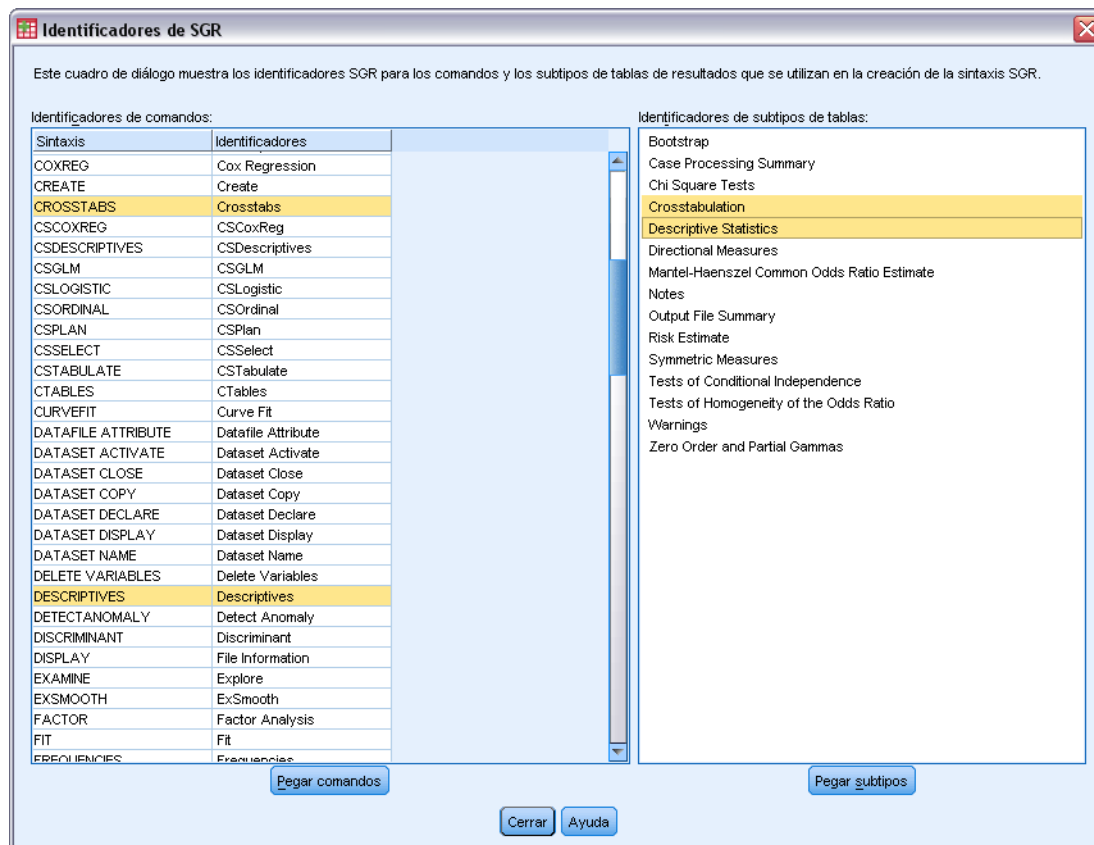 Identificadores de SGR
Este cuadro de diálogo muestra los identificadores SGR para los comandos y los subtipos de tablas de resultados que se utilizan en la creación de la sintaxis SGR.
Identificadores de comandos:
Sintaxis Identificadores
COXREG Cox Regression
CREATE Create
CROSSTABS Crosstabs
CSCOXREG CSCoxReg
CSDESCRIPTIVES CSDescriptives
CSGLM CSGLM
CSLOGISTIC CSLogistic
CSORDINAL CSOrdinal
CSPLAN CSPlan
CSSELECT CSSelect
CSTABULATE CSTabulate
CTABLES CTables
CURVEFIT Curve Fit
DATAFILE ATTRIBUTE Datafile Attribute
DATASET ACTIVATE Dataset Activate
DATASET CLOSE Dataset Close
DATASET COPY Dataset Copy
DATASET DECLARE Dataset Declare
DATASET DISPLAY Dataset Display
DATASET NAME Dataset Name
DELETE VARIABLES Delete Variables
DESCRIPTIVES Descriptives
DETECTANOMALY Detect Anomaly
DISCRIMINANT Discriminant
DISPLAY File Information
EXAMINE Explore
EXSMOOTH ExSmooth
FACTOR Factor Analysis
FIT Fit
FREQUENCIES Frequencies
Pegar comandos
Identificadores de subtipos de tablas:
Bootstrap
Case Processing Summary
Chi Square Tests
Crosstabulation
Descriptive Statistics
Directional Measures
Mantel-Haenszel Common Odds Ratio Estimate
Notes
Output File Summary
Risk Estimate
Symmetric Measures
Tests of Conditional Independence
Tests of Homogeneity of the Odds Ratio
Warnings
Zero Order and Partial Gammas
Pegar subtipos
Cerrar Ayuda